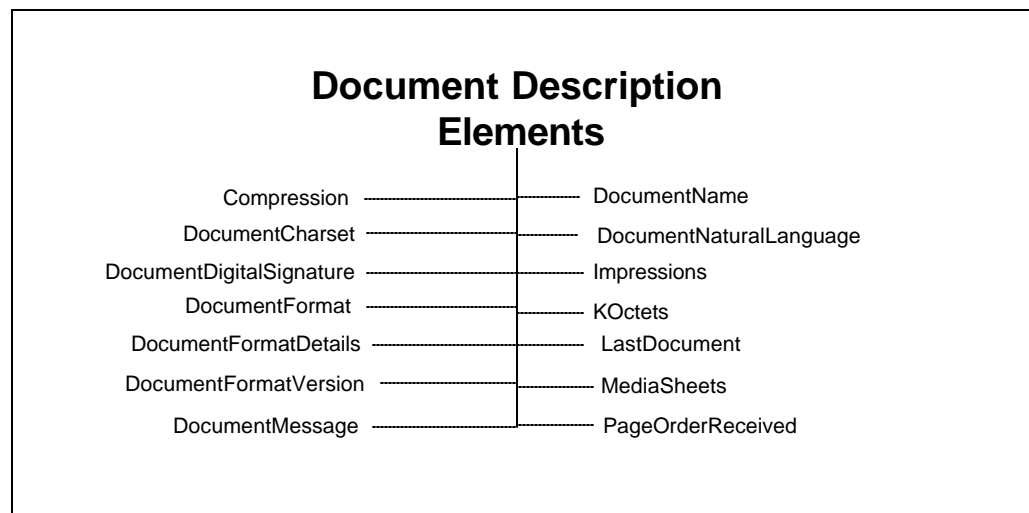 Document Description
Elements
Compression
DocumentCharset
DocumentDigitalSignature
DocumentFormat
DocumentFormatDetails
DocumentFormatVersion
DocumentMessage
DocumentName
DocumentNaturalLanguage
Impressions
KOctets
LastDocument
MediaSheets
PageOrderReceived